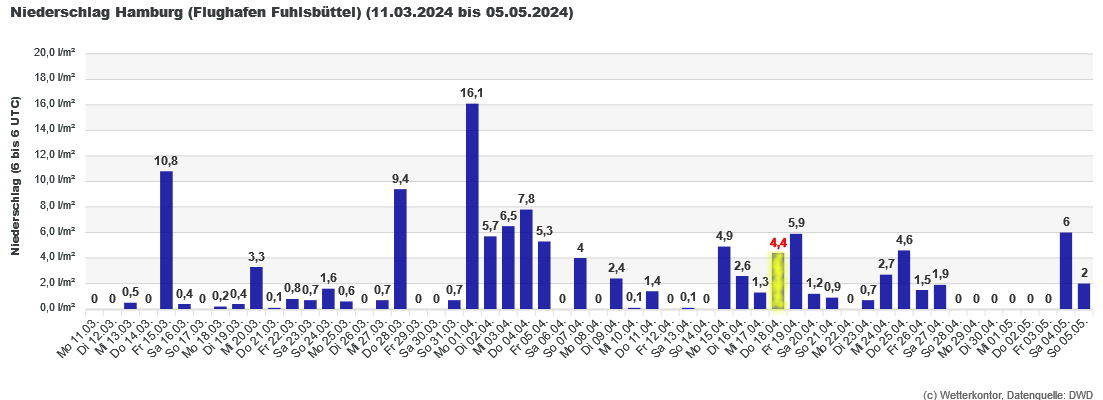 Niederschlag Hamburg (Flughafen Fuhlsbüttel) (11.03.2024 bis 05.05.2024)
Niederschlag (6 bis 6 UTC)
20,0 l/m²
18,0 l/m²
16,0 l/m²
14,0 l/m²
12,0 l/m²
10,0 l/m²
8,0 l/m²
6,0 l/m²
4,0 l/m²
2,0 l/m²
0,0 l/m²
0 0 0,5 0 10,8 0,4 0 0,2 0,4 3,3 0,1 0,8 0,7 1,6 0,6 0 0,7 9,4 0 0 0,7 16,1 5,7 6,5 7,8 5,3 0 4 0 2,4 0,1 1,4 0 0,1 0 4,9 2,6 1,3 4,4 5,9 1,2 0,9 0 0,7 2,7 4,6 1,5 1,9 0 0 0 0 0 0 6 2
Mo 11.03.
Di 12.03.
Mi 13.03.
Do 14.03.
Fr 15.03.
Sa 16.03.
So 17.03.
Mo 18.03.
Di 19.03.
Mi 20.03.
Do 21.03.
Fr 22.03.
Sa 23.03.
So 24.03.
Mo 25.03.
Di 26.03.
Mi 27.03.
Do 28.03.
Fr 29.03.
Sa 30.03.
So 31.03.
Mo 01.04.
Di 02.04.
Mi 03.04.
Do 04.04.
Fr 05.04.
Sa 06.04.
So 07.04.
Mo 08.04.
Di 09.04.
Mi 10.04.
Do 11.04.
Fr 12.04.
Sa 13.04.
So 14.04.
Mo 15.04.
Di 16.04.
Mi 17.04.
Do 18.04.
Fr 19.04.
Sa 20.04.
So 21.04.
Mo 22.04.
Di 23.04.
Mi 24.04.
Do 25.04.
Fr 26.04.
Sa 27.04.
So 28.04.
Mo 29.04.
Di 30.04.
Mi 01.05.
Do 02.05.
Fr 03.05.
Sa 04.05.
So 05.05.
(c) Wetterkontor, Datenquelle: DWD